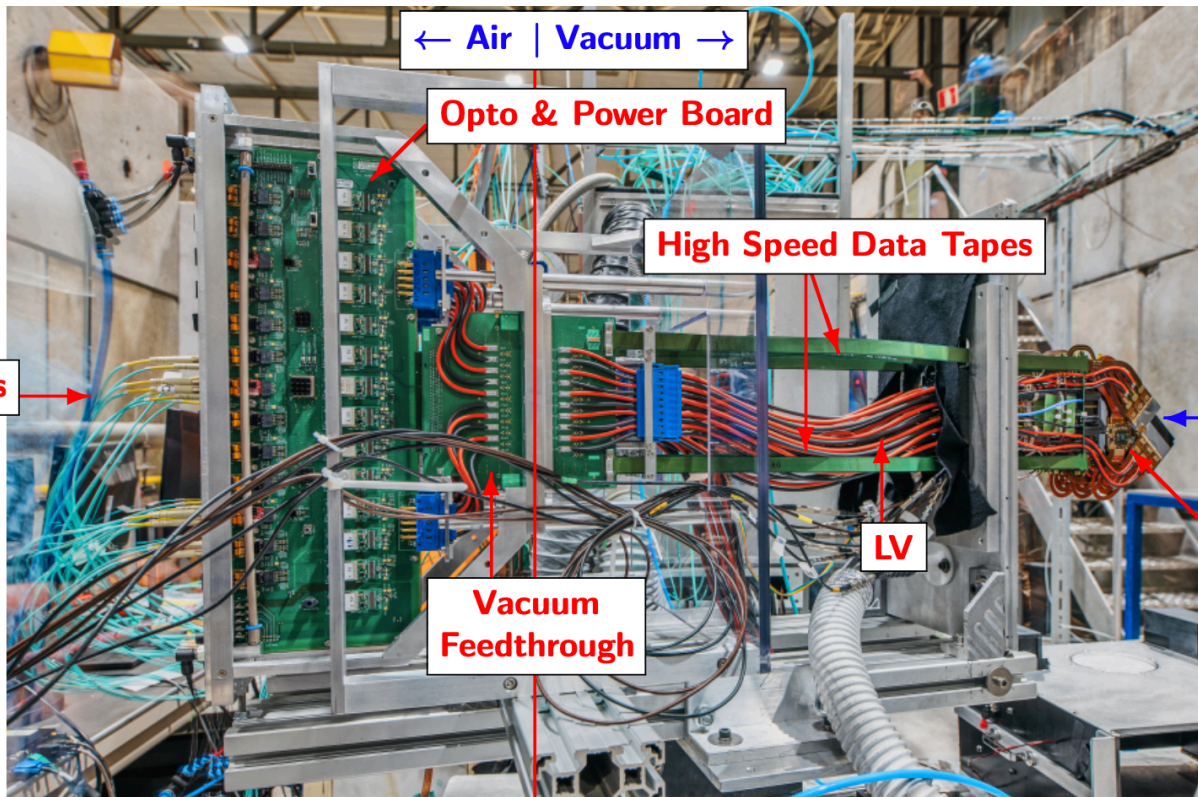 ← Air | Vacuum →
Opto & Power Board
High Speed Data Tapes
s
LV
Vacuum
Feedthrough